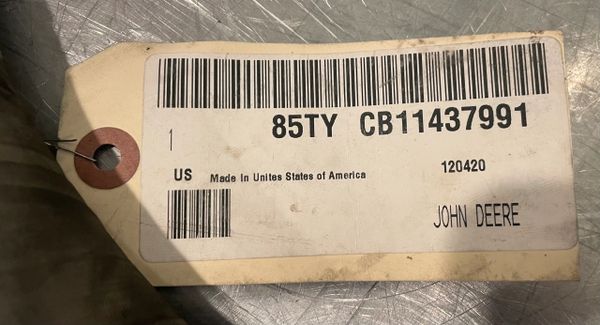 85TY CB11437991
1
US Made In Unites States of America
120420
JOHN DEERE